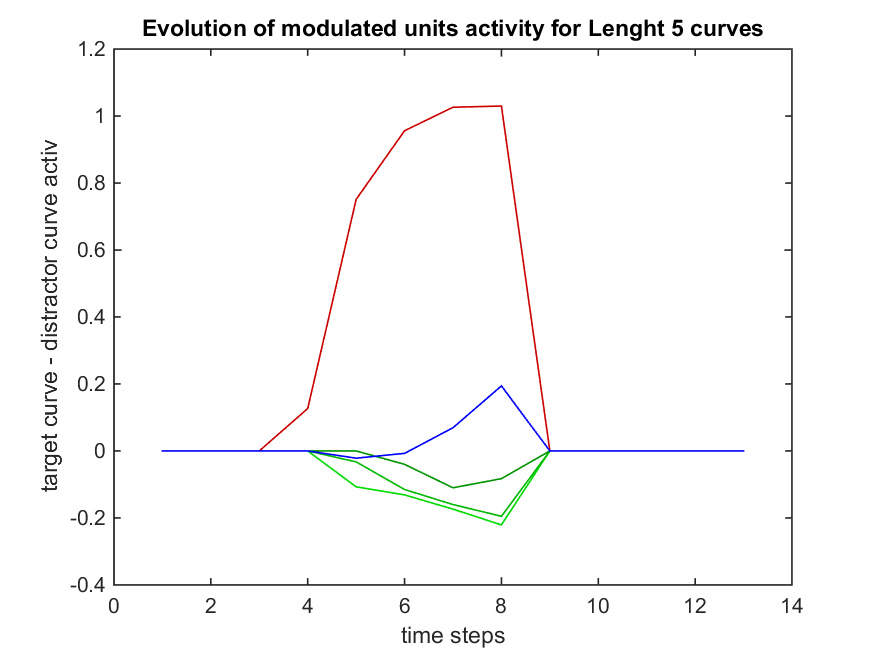 Evolution of modulated units activity for Lenght 5 curves
target curve - distractor curve activ
1.2
1
0.8
0.6
0.4
0.2
0
-0.2
-0.4
0 2 4 6 8 10 12 14
time steps